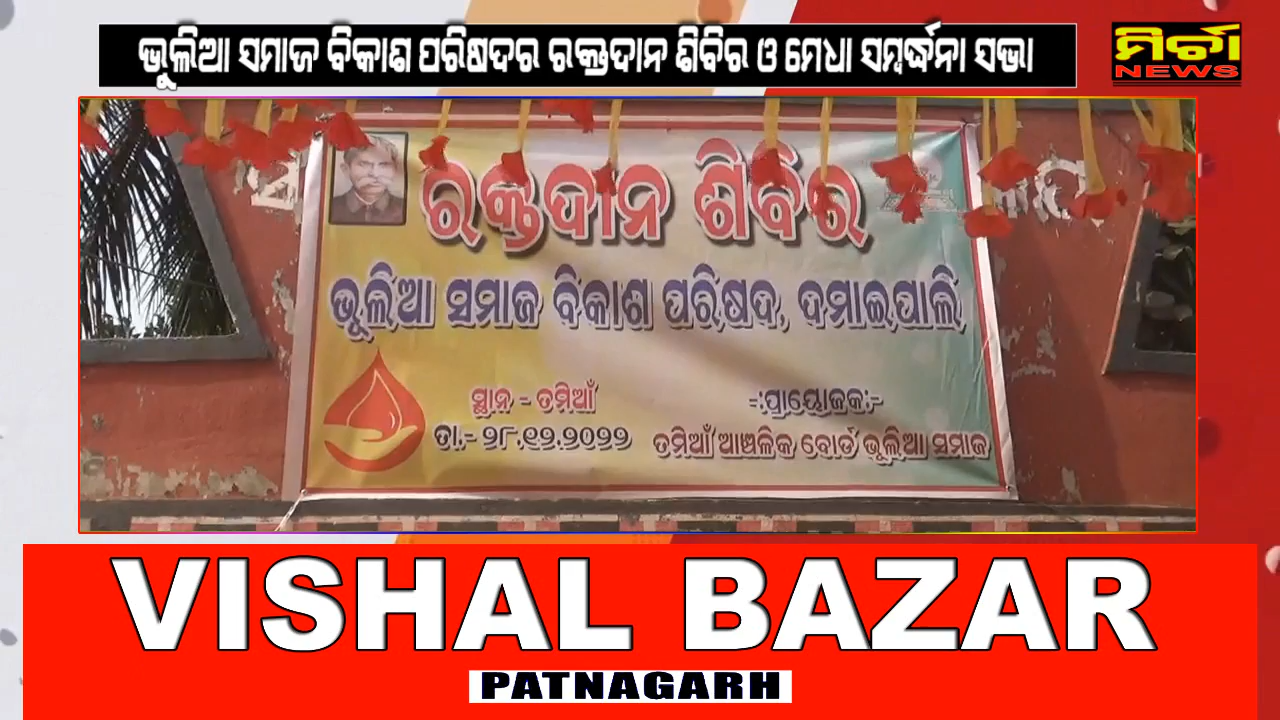 ଭୁଲିଆ ସମାଜ ବିକାଶ ପରିଷଦର ରକ୍ତଦାନ ଶିବିର ଓ ମେଧା ସମ୍ବର୍ଦ୍ଧନା ସଭା
ମିର୍ଚ୍ଚୀ
NEWS
ରକ୍ତଦାନ ଶିବିର
ଭୁଲିଆ ସମାଜ ବିକାଶ ପରିଷଦ, ଦମାଇପାଲି
ସ୍ଥାନ - ତମିଆଁ
ତା.- ୨୮.୧୨.୨୦୨୨
-:ପ୍ରାୟୋଜକ:-
ତମିଆଁ ଆଞ୍ଚଳିକ ବୋର୍ଡ ଭୁଲିଆ ସମାଜ
VISHAL BAZAR
PATNAGARH